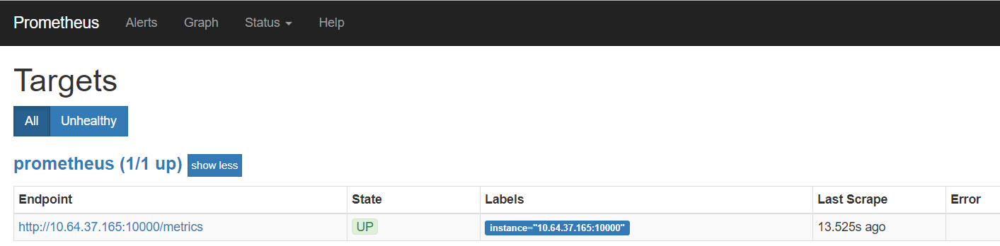 Prometheus Alerts Graph Status Help
Targets
All Unhealthy
prometheus (1/1 up) show less
Endpoint State Labels Last Scrape Error
http://10.64.37.165:10000/metrics UP instance="10.64.37.165:10000" 13.525s ago